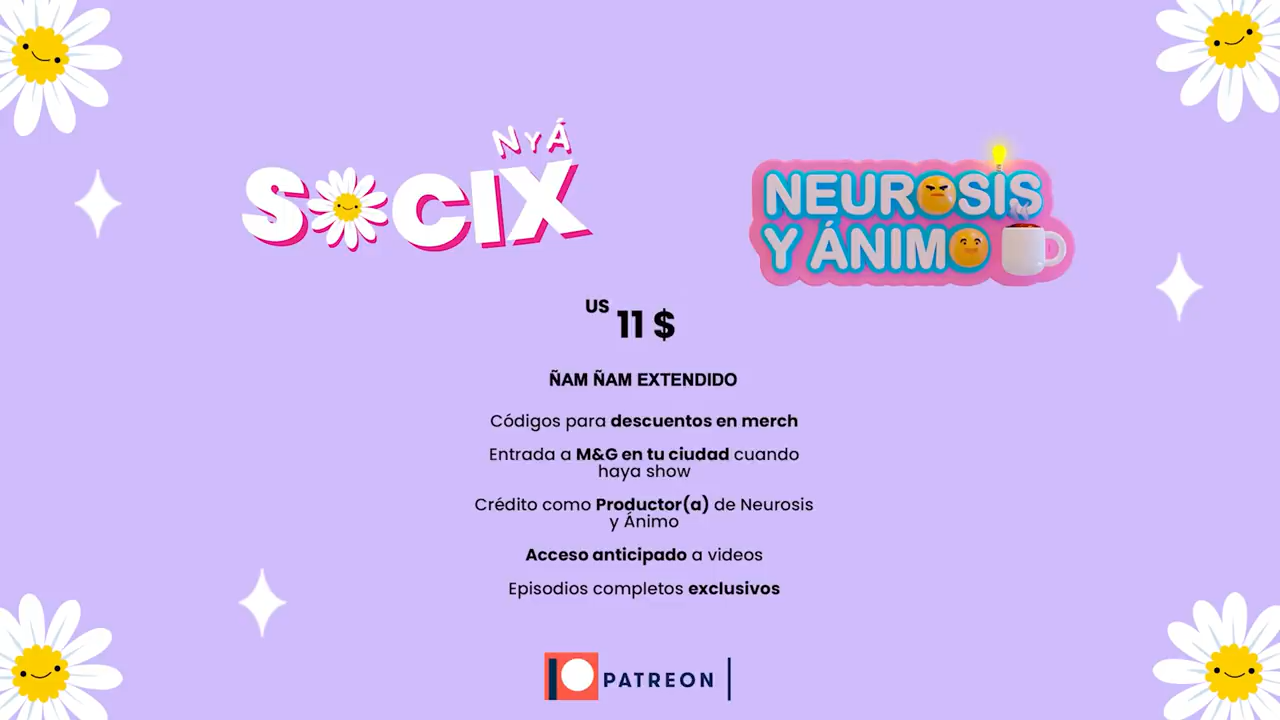 NYÁ
SOCIX
NEUROSIS
Y ÁNIMO
US 11 $
ÑAM ÑAM EXTENDIDO
Códigos para descuentos en merch
Entrada a M&G en tu ciudad cuando
haya show
Crédito como Productor(a) de Neurosis
y Ánimo
Acceso anticipado a videos
Episodios completos exclusivos
PATREON